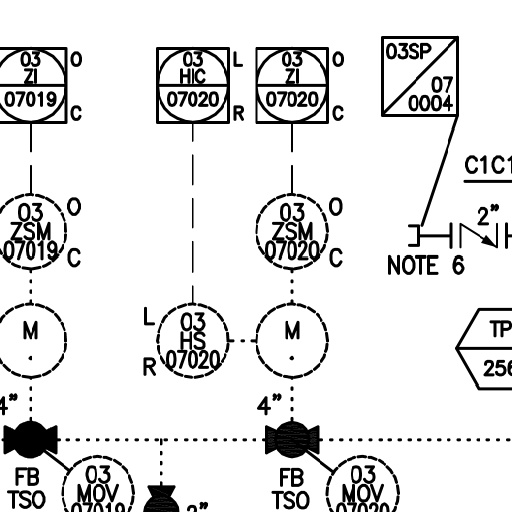 03
ZI
07019
O
C
03
HIC
07020
L
R
03
ZI
07020
O
C
03SP
07
0004
C1C1
03
ZSM
07019
O
C
03
ZSM
07020
O
C
2"
NOTE 6
M
L
R
03
HS
07020
M
TP
256
4"
4"
FB
TSO
03
MOV
07019
2"
FB
TSO
03
MOV
07020